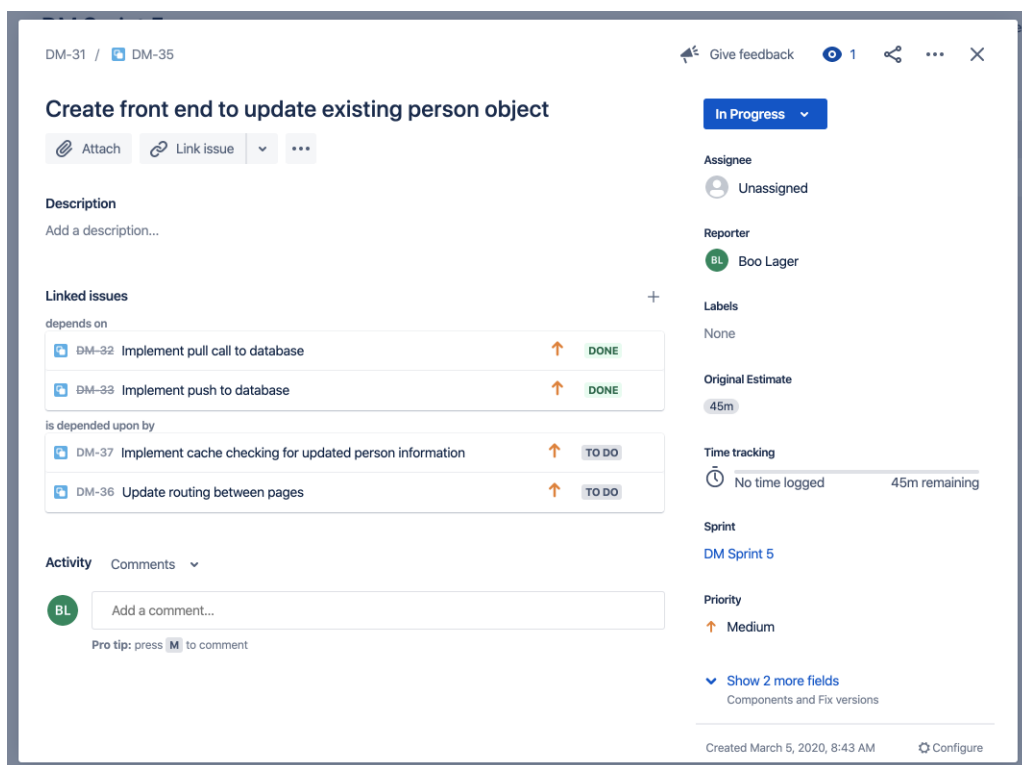 DM-31 / DM-35
Give feedback
1
Create front end to update existing person object
Attach
Link issue
Description
Add a description...
Linked issues
depends on
DM-32 Implement pull call to database DONE
DM-33 Implement push to database DONE
is depended upon by
DM-37 Implement cache checking for updated person information TO DO
DM-36 Update routing between pages TO DO
Activity Comments
BL Add a comment...
Pro tip: press M to comment
In Progress
Assignee
Unassigned
Reporter
BL Boo Lager
Labels
None
Original Estimate
45m
Time tracking
No time logged 45m remaining
Sprint
DM Sprint 5
Priority
Medium
Show 2 more fields
Components and Fix versions
Created March 5, 2020, 8:43 AM Configure